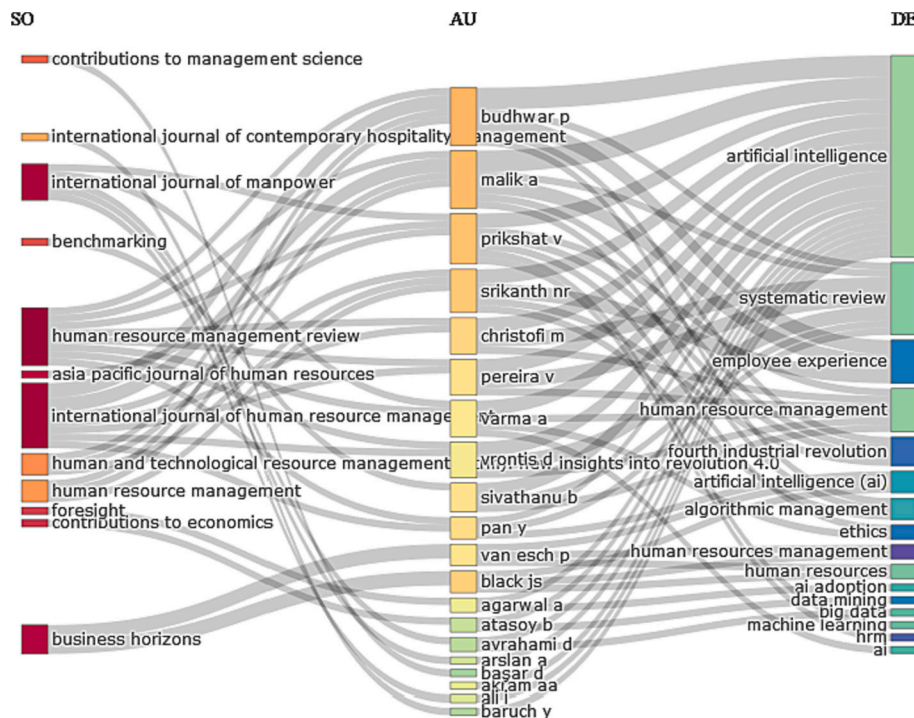 SO
AU
DE
contributions to management science
international journal of contemporary hospitality management
international journal of manpower
benchmarking
human resource management review
asia pacific journal of human resources
international journal of human resource management
human and technological resource management insights into revolution 4.0
human resource management
foresight
contributions to economics
business horizons
budhwar p
malik a
prikshat v
srikanth nr
christofi m
pereira v
varma a
vrontis d
sivathanu b
pan y
van esch p
black js
agarwal a
atasoy b
avrahami d
arslan a
başar d
akram aa
ali i
baruch y
artificial intelligence
systematic review
employee experience
human resource management
fourth industrial revolution
artificial intelligence (ai)
algorithmic management
ethics
human resources management
human resources
ai adoption
data mining
big data
machine learning
hrm
ai